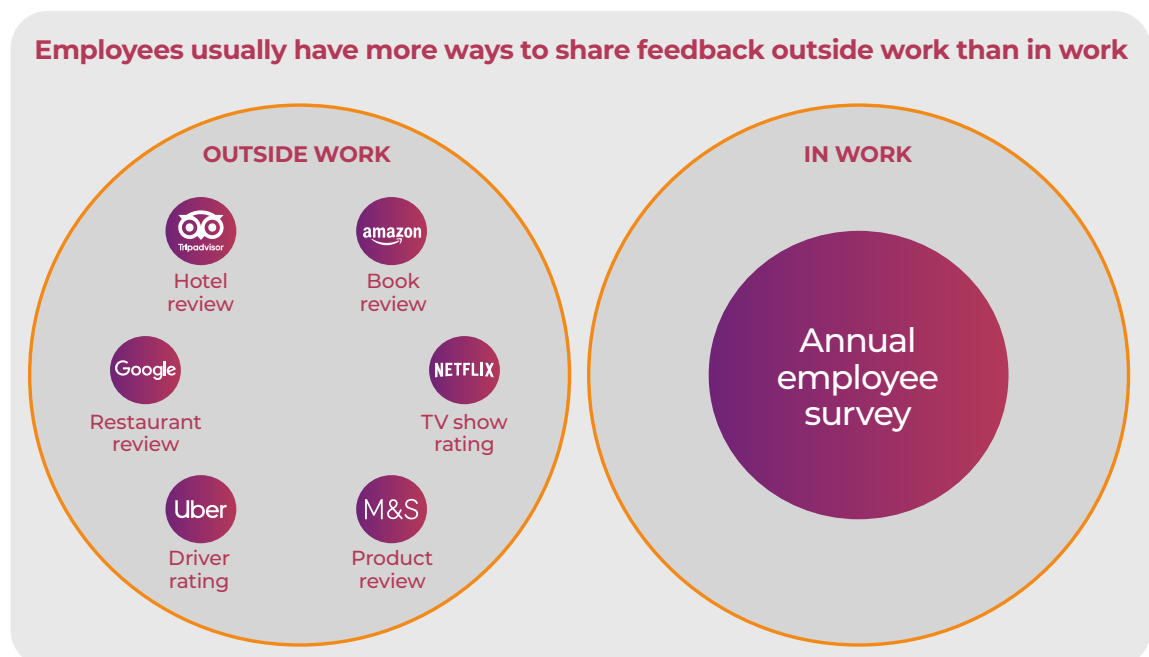 Employees usually have more ways to share feedback outside work than in work
OUTSIDE WORK
Tripadvisor
Hotel
review
amazon
Book
review
Google
Restaurant
review
NETFLIX
TV show
rating
Uber
Driver
rating
M&S
Product
review
IN WORK
Annual
employee
survey